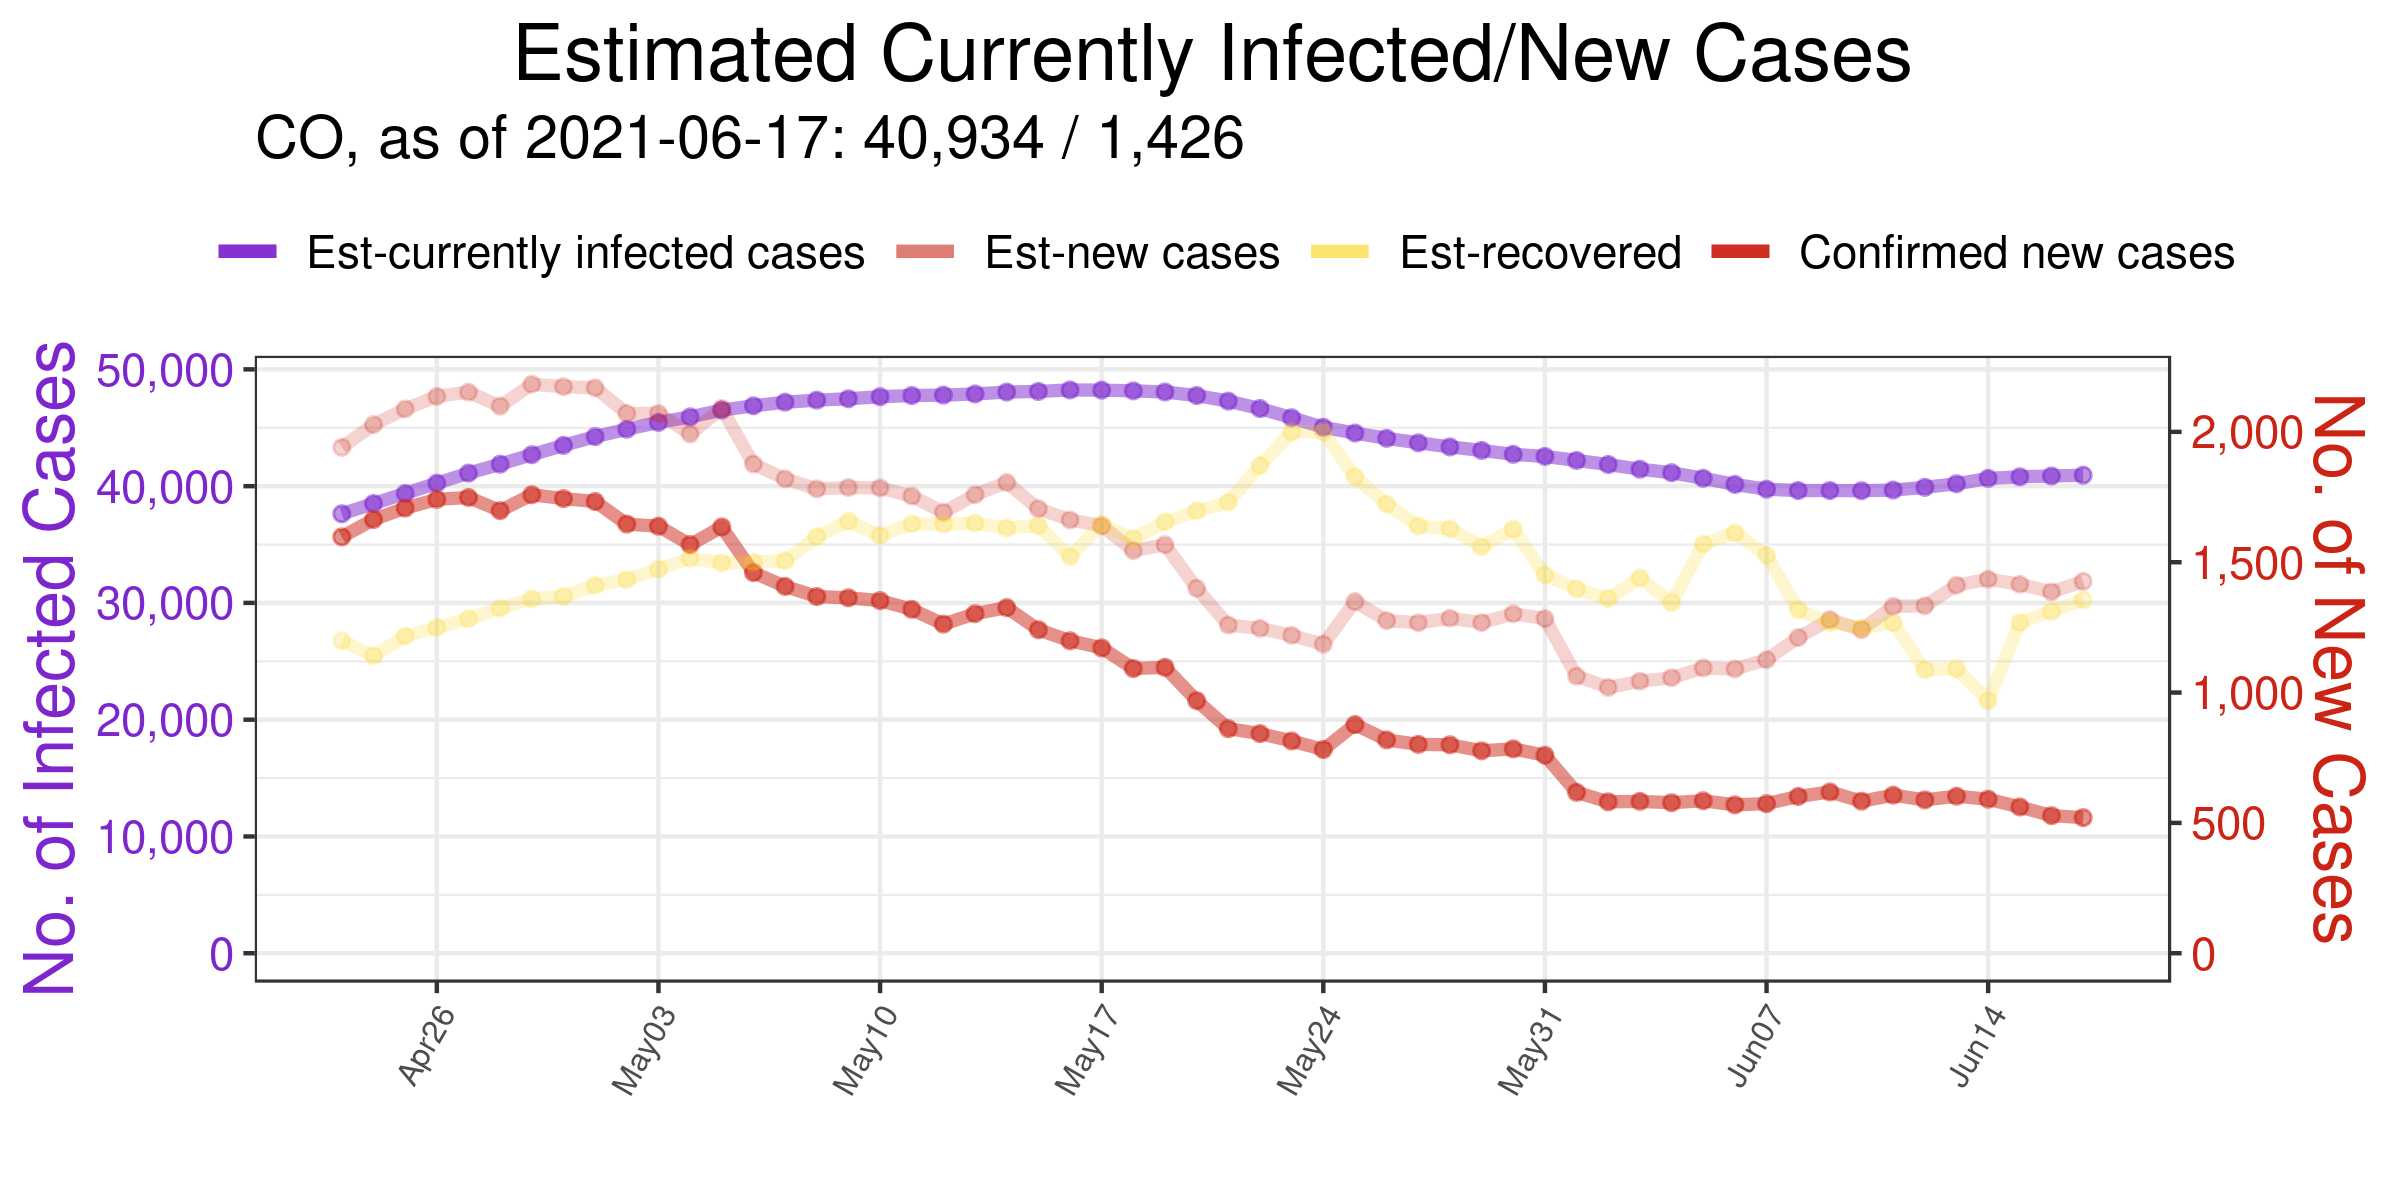 Estimated Currently Infected/New Cases
CO, as of 2021-06-17: 40,934 / 1,426
Est-currently infected cases Est-new cases Est-recovered Confirmed new cases
No. of Infected Cases
50,000
40,000
30,000
20,000
10,000
0
2,000
1,500
1,000
500
0
No. of New Cases
Apr26 May03 May10 May17 May24 May31 Jun07 Jun14